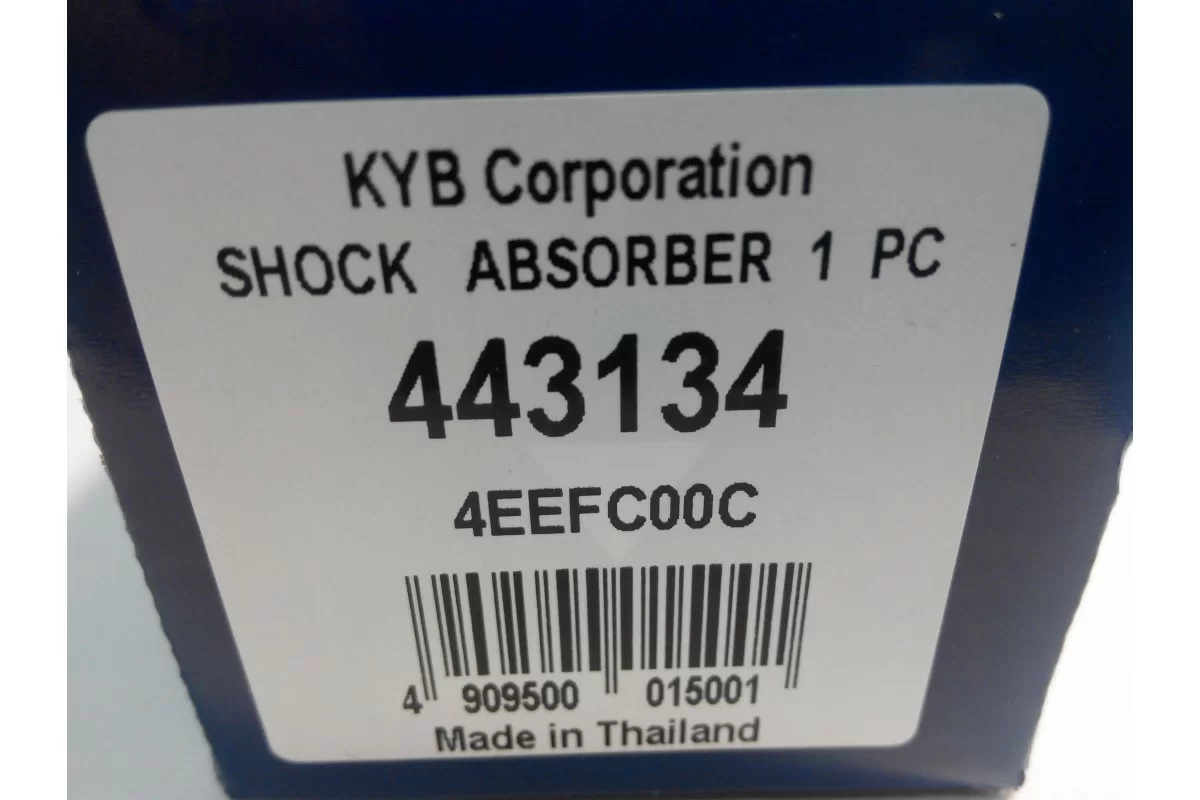 KYB Corporation
SHOCK ABSORBER 1 PC
443134
4EEFC00C
4 909500 015001
Made in Thailand